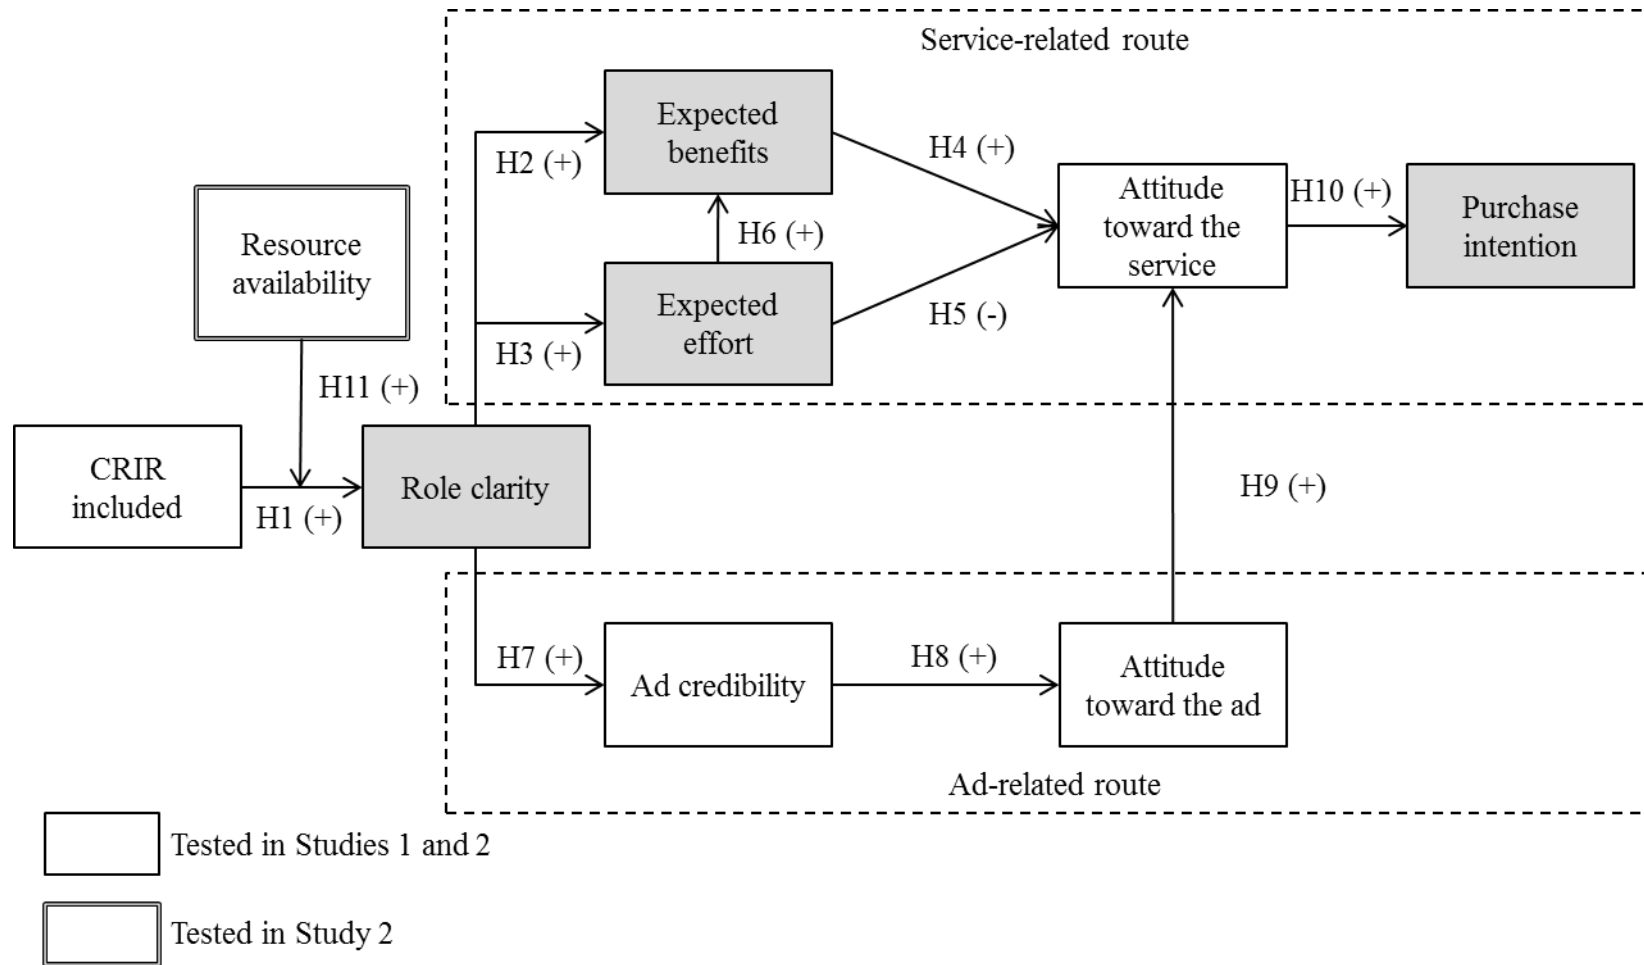 Service-related route
Expected
benefits
H2 (+)
H4 (+)
Attitude
toward the
service
H10 (+)
Purchase
intention
Resource
availability
H6 (+)
Expected
effort
H3 (+)
H5 (-)
H11 (+)
CRIR
included
H1 (+)
Role clarity
H9 (+)
H7 (+)
Ad credibility
H8 (+)
Attitude
toward the ad
Ad-related route
Tested in Studies 1 and 2
Tested in Study 2